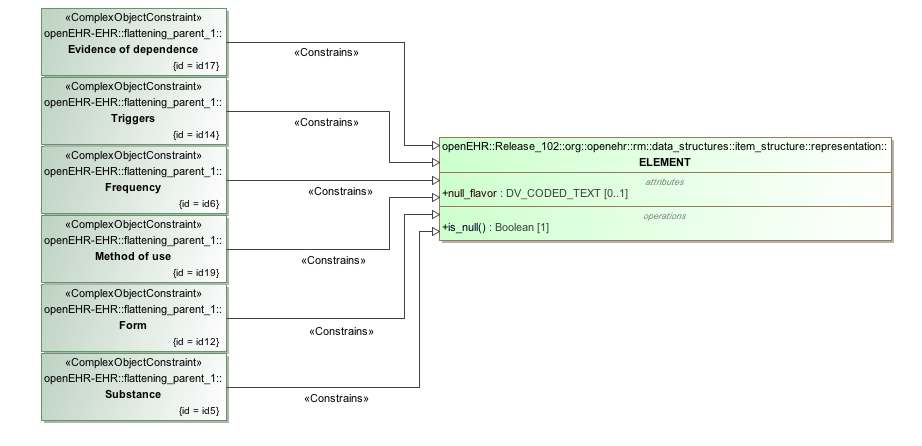 «ComplexObjectConstraint»
openEHR-EHR::flattening_parent_1::
Evidence of dependence
{id = id17}
«ComplexObjectConstraint»
openEHR-EHR::flattening_parent_1::
Triggers
{id = id14}
«ComplexObjectConstraint»
openEHR-EHR::flattening_parent_1::
Frequency
{id = id6}
«ComplexObjectConstraint»
openEHR-EHR::flattening_parent_1::
Method of use
{id = id19}
«ComplexObjectConstraint»
openEHR-EHR::flattening_parent_1::
Form
{id = id12}
«ComplexObjectConstraint»
openEHR-EHR::flattening_parent_1::
Substance
{id = id5}
«Constrains»
«Constrains»
«Constrains»
«Constrains»
«Constrains»
«Constrains»
openEHR::Release_102::org::openehr::rm::data_structures::item_structure::representation::
ELEMENT
attributes
+null_flavor : DV_CODED_TEXT [0..1]
operations
+is_null() : Boolean [1]